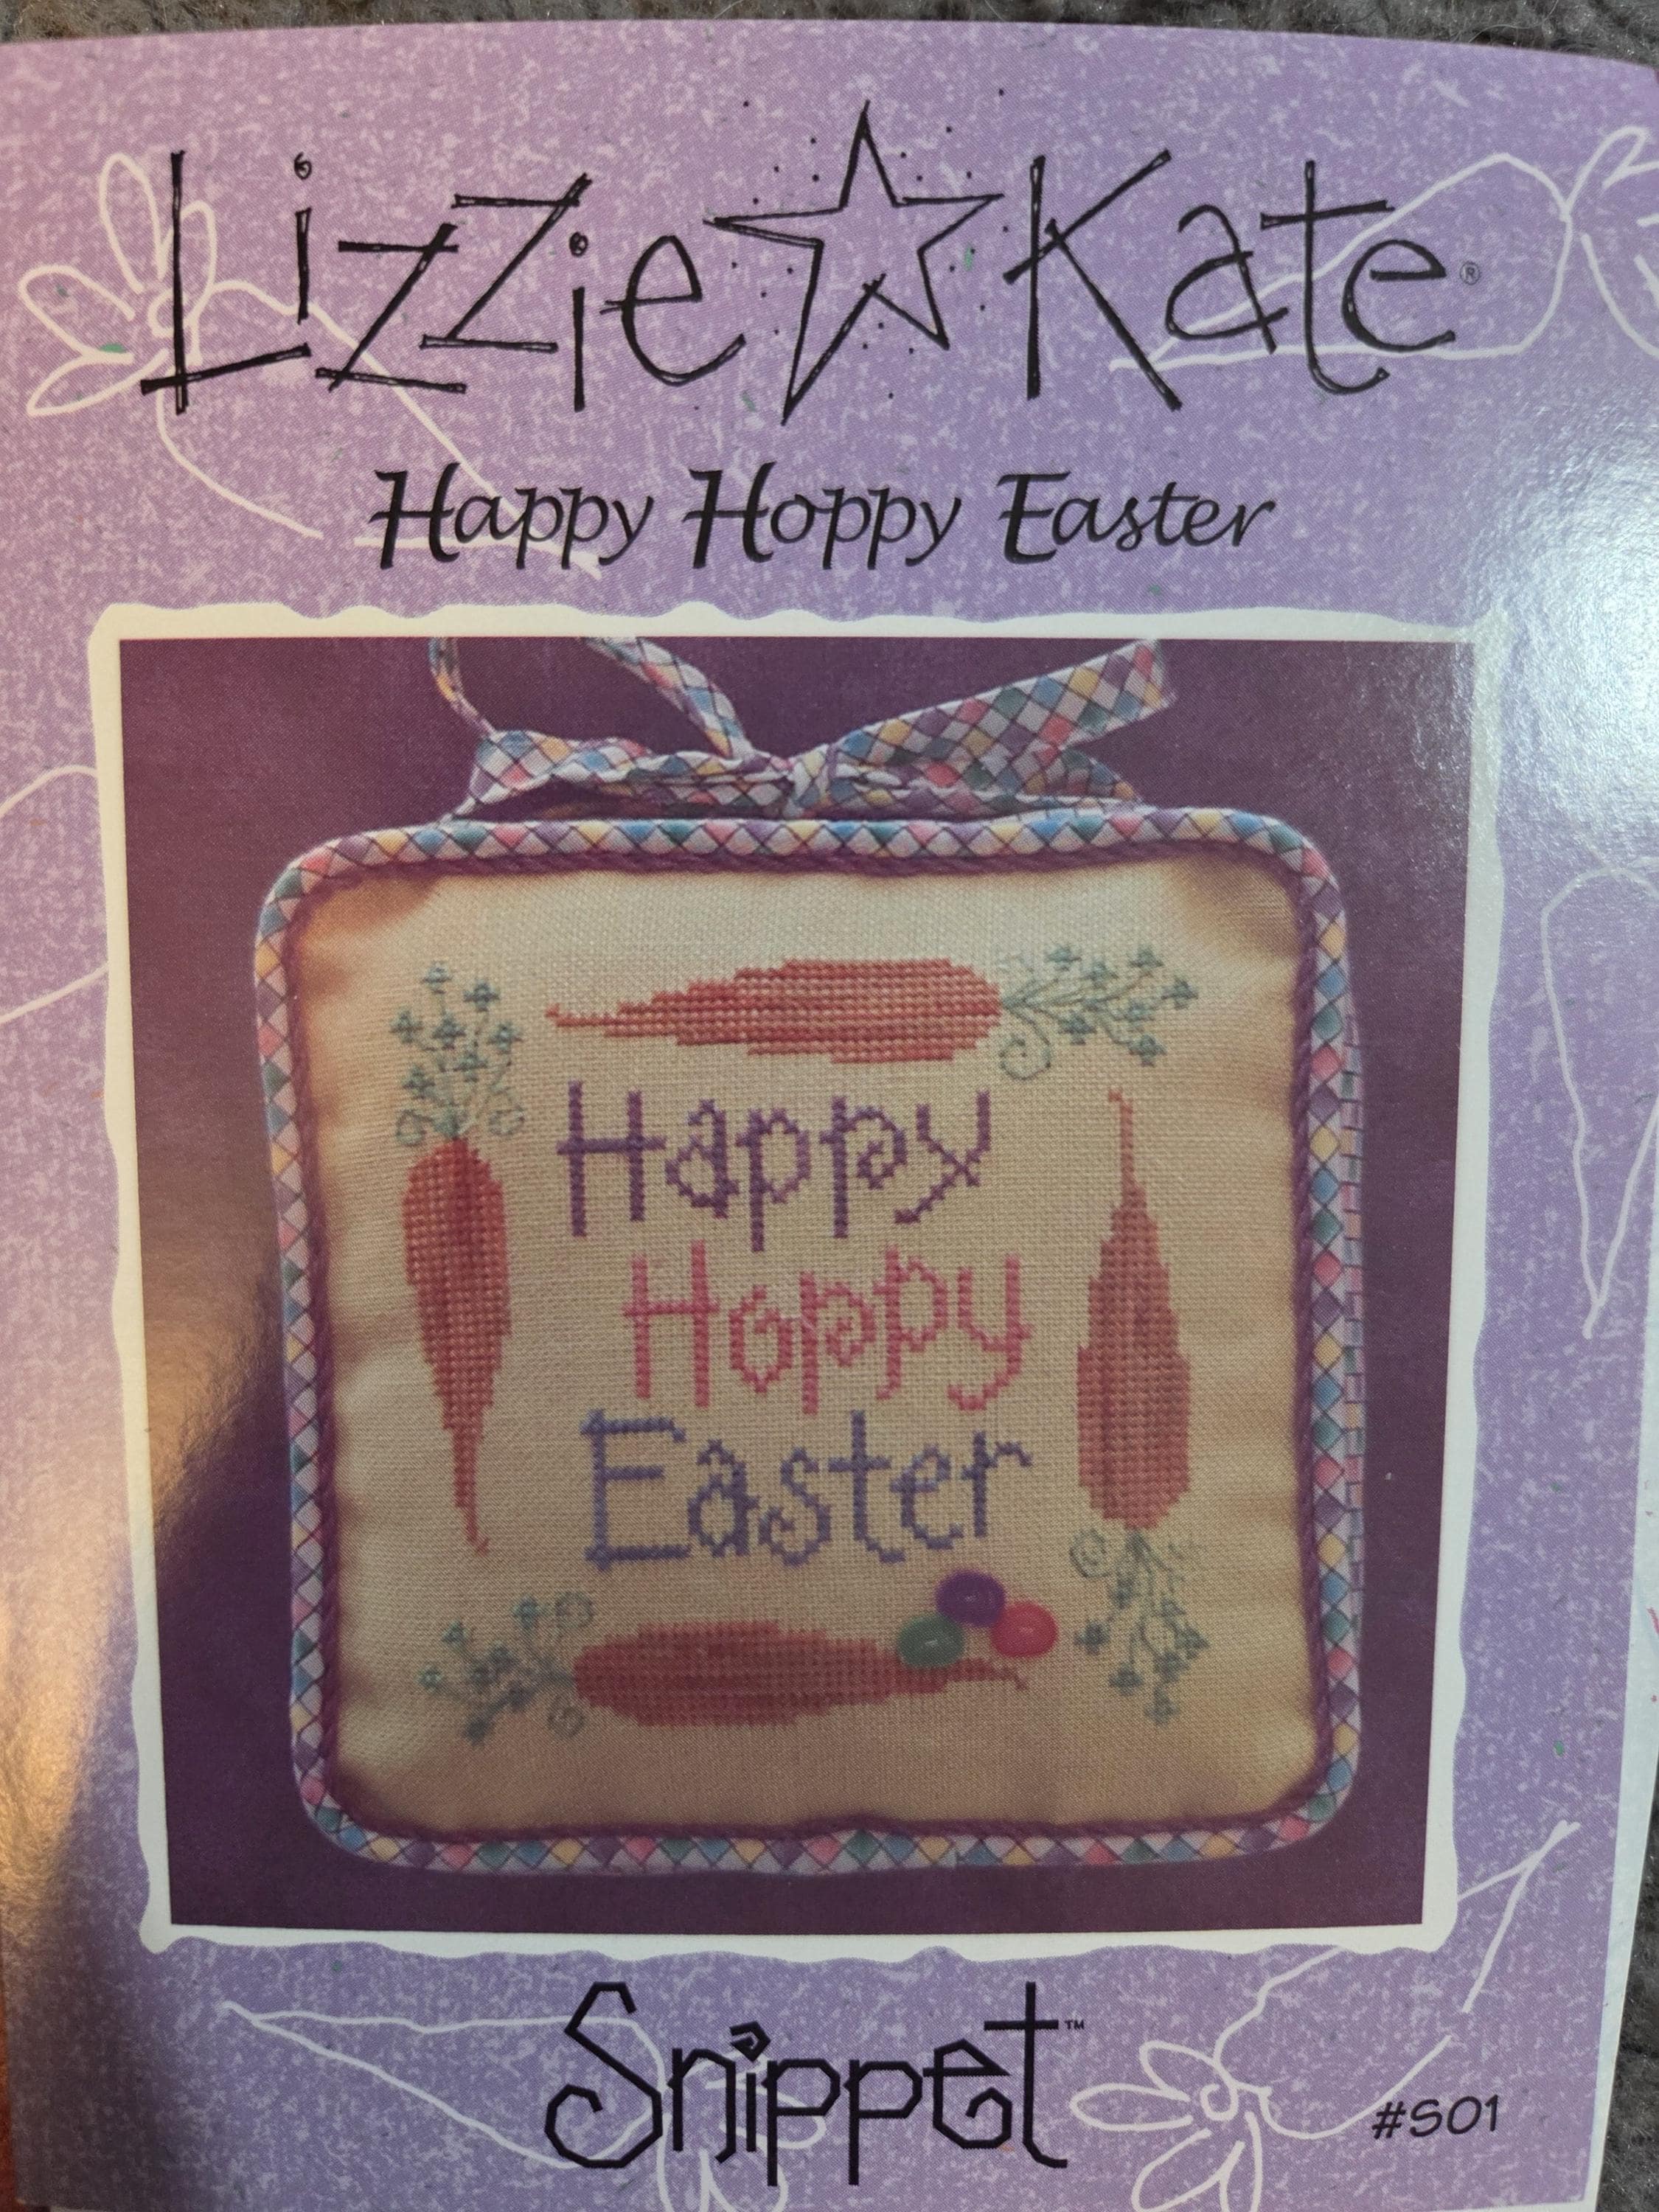 Lizzie Kate®
Happy Hoppy Easter
Happy
Hoppy
Easter
Snippet™
#S01